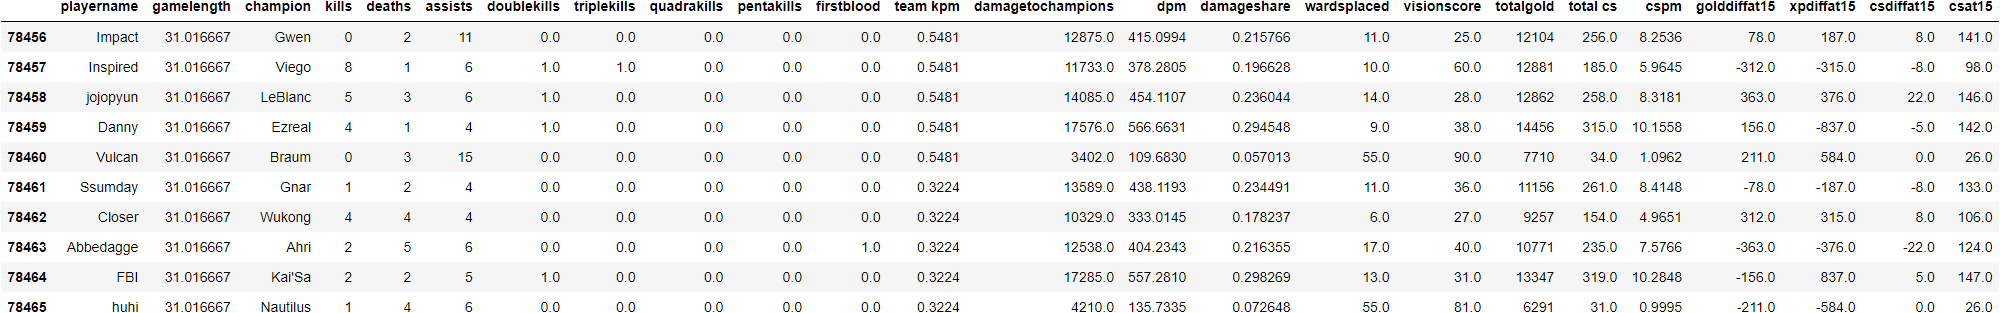 playername gamelength champion kills deaths assists doublekills triplekills quadrakills pentakills firstblood team kpm damagetochampions dpm damageshare wardsplaced visionscore totalgold total cs cspm golddiffat15 xpdiffat15 csdiffat15 csat15
78456 Impact 31.016667 Gwen 0 2 11 0.0 0.0 0.0 0.0 0.0 0.5481 12875.0 415.0994 0.215766 11.0 25.0 12104 256.0 8.2536 78.0 187.0 8.0 141.0
78457 Inspired 31.016667 Viego 8 1 6 1.0 1.0 0.0 0.0 0.0 0.5481 11733.0 378.2805 0.196628 10.0 60.0 12881 185.0 5.9645 -312.0 -315.0 -8.0 98.0
78458 jojopyun 31.016667 LeBlanc 5 3 6 1.0 0.0 0.0 0.0 0.0 0.5481 14085.0 454.1107 0.236044 14.0 28.0 12862 258.0 8.3181 363.0 376.0 22.0 146.0
78459 Danny 31.016667 Ezreal 4 1 4 1.0 0.0 0.0 0.0 0.0 0.5481 17576.0 566.6631 0.294548 9.0 38.0 14456 315.0 10.1558 156.0 -837.0 -5.0 142.0
78460 Vulcan 31.016667 Braum 0 3 15 0.0 0.0 0.0 0.0 0.0 0.5481 3402.0 109.6830 0.057013 55.0 90.0 7710 34.0 1.0962 211.0 584.0 0.0 26.0
78461 Ssumday 31.016667 Gnar 1 2 4 0.0 0.0 0.0 0.0 0.0 0.3224 13589.0 438.1193 0.234491 11.0 36.0 11156 261.0 8.4148 -78.0 -187.0 -8.0 133.0
78462 Closer 31.016667 Wukong 4 4 4 0.0 0.0 0.0 0.0 0.0 0.3224 10329.0 333.0145 0.178237 6.0 27.0 9257 154.0 4.9651 312.0 315.0 8.0 106.0
78463 Abbedagge 31.016667 Ahri 2 5 6 0.0 0.0 0.0 0.0 1.0 0.3224 12538.0 404.2343 0.216355 17.0 40.0 10771 235.0 7.5766 -363.0 -376.0 -22.0 124.0
78464 FBI 31.016667 Kai'Sa 2 2 5 1.0 0.0 0.0 0.0 0.0 0.3224 17285.0 557.2810 0.298269 13.0 31.0 13347 319.0 10.2848 -156.0 837.0 5.0 147.0
78465 huhi 31.016667 Nautilus 1 4 6 0.0 0.0 0.0 0.0 0.0 0.3224 4210.0 135.7335 0.072648 55.0 81.0 6291 31.0 0.9995 -211.0 -584.0 0.0 26.0